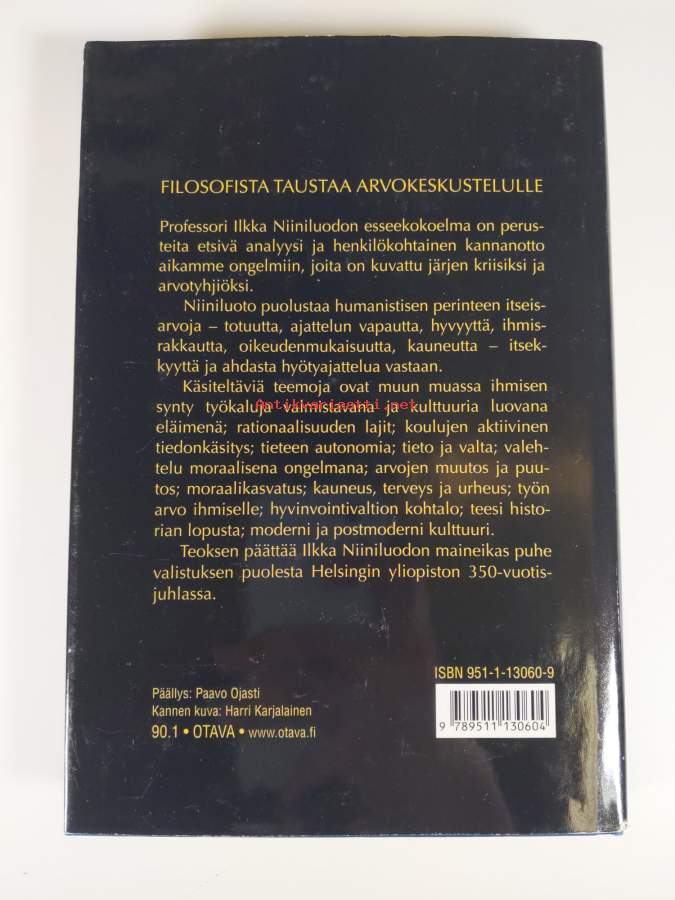 FILOSOFISTA TAUSTAA ARVOKESKUSTELULLE
Professori Ilkka Niiniluodon esseekokoelma on perus-
teita etsivä analyysi ja henkilökohtainen kannanotto
aikamme ongelmiin, joita on kuvattu järjen kriisiksi ja
arvotyhjiöksi.
Niiniluoto puolustaa humanistisen perinteen itseis-
arvoja – totuutta, ajattelun vapautta, hyvyyttä, ihmis-
rakkautta, oikeudenmukaisuutta, kauneutta – itsek-
kyyttä ja ahdasta hyötyajattelua vastaan.
Käsiteltäviä teemoja ovat muun muassa ihmisen
Antikvariaatti.net
synty työkaluja valmistavana ja kulttuuria luovana
eläimenä; rationaalisuuden lajit; koulujen aktiivinen
tiedonkäsitys; tieteen autonomia; tieto ja valta; valeh-
telu moraalisena ongelmana; arvojen muutos ja puu-
tos; moraalikasvatus; kauneus, terveys ja urheus; työn
arvo ihmiselle; hyvinvointivaltion kohtalo; teesi histo-
rian lopusta; moderni ja postmoderni kulttuuri.
Teoksen päättää Ilkka Niiniluodon maineikas puhe
valistuksen puolesta Helsingin yliopiston 350-vuotis-
juhlassa.
ISBN 951-1-13060-9
Päällys: Paavo Ojasti
Kannen kuva: Harri Karjalainen
90.1 • OTAVA • www.otava.fi
9 789511 130604